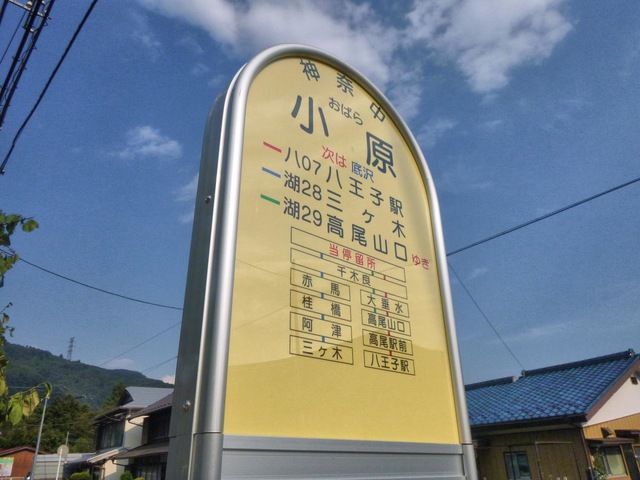 神奈中
おばら
小原
次は 底沢
八07 八王子駅
湖28 三ヶ木
湖29 高尾山口 ゆき
当停留所
千木良
赤馬 大垂水
桂橋 高尾山口
阿津 高尾駅前
三ヶ木 八王子駅